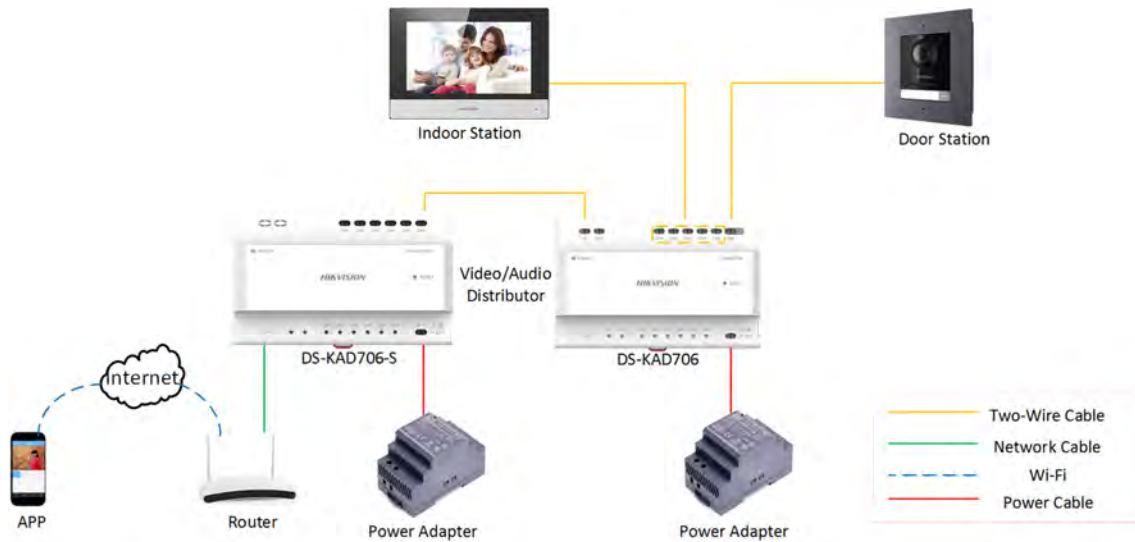 Indoor Station
Door Station
HIKVISION
Video/Audio
Distributor
HIKVISION
DS-KAD706-S
DS-KAD706
Internet
APP
Router
Power Adapter
Power Adapter
Two-Wire Cable
Network Cable
Wi-Fi
Power Cable